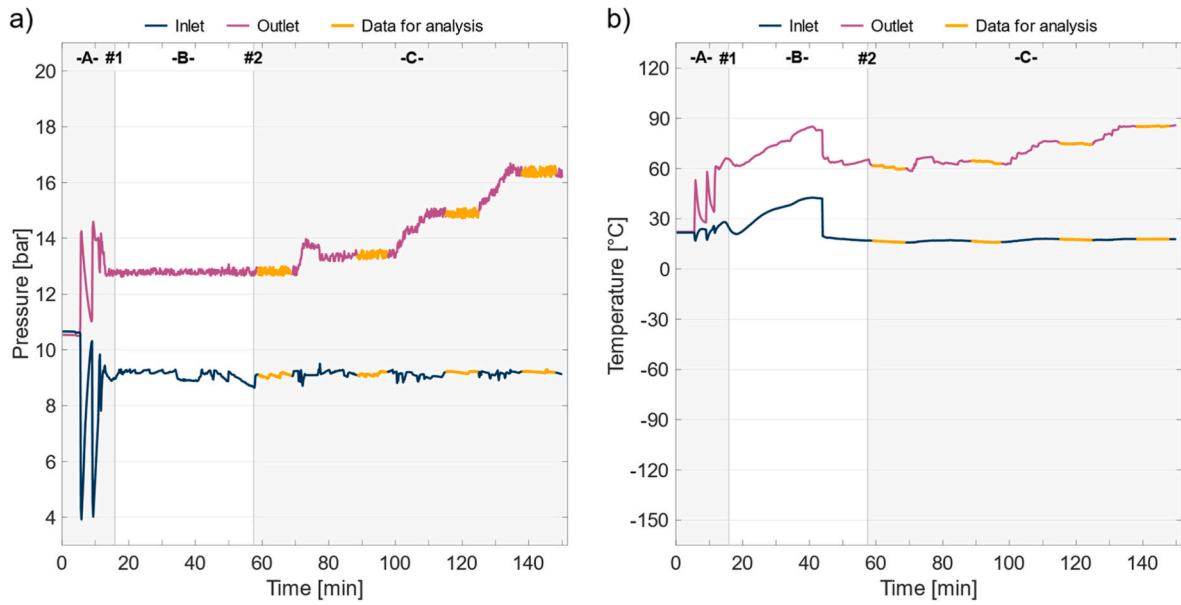 a)
Inlet Outlet Data for analysis
-A- #1 -B- #2 -C-
20
18
16
14
12
10
8
6
4
Pressure [bar]
0 20 40 60 80 100 120 140
Time [min]
b)
Inlet Outlet Data for analysis
-A- #1 -B- #2 -C-
120
90
60
30
0
-30
-60
-90
-120
-150
Temperature [°C]
0 20 40 60 80 100 120 140
Time [min]